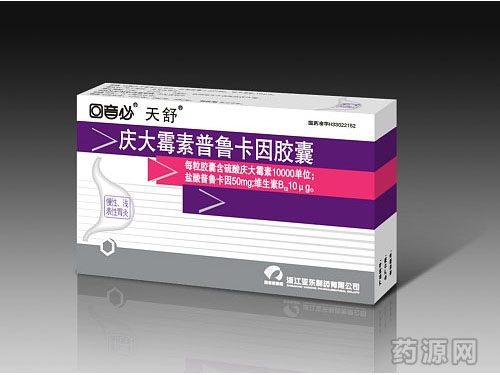 回音必® 天舒®
国药准字H33022152
庆大霉素普鲁卡因胶囊
每粒胶囊含硫酸庆大霉素10000单位;
盐酸普鲁卡因50mg;维生素B₁₂10μg。
慢性、浅
表性胃炎
浙江亚东制药有限公司
药源网